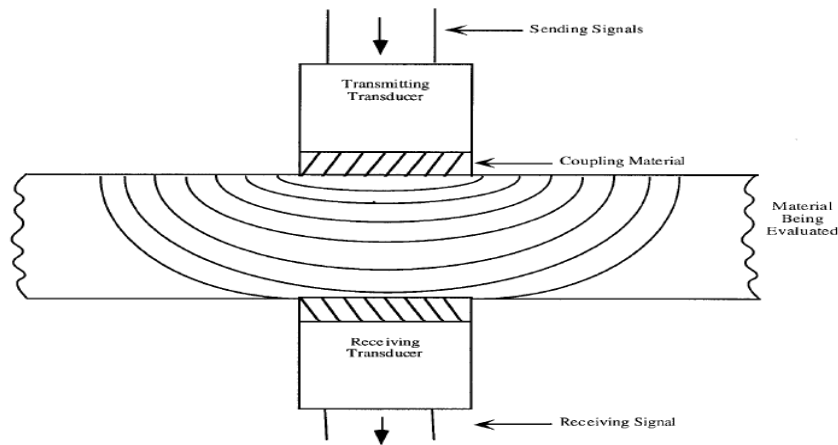 Sending Signals
Transmitting
Transducer
Coupling Material
Material
Being
Evaluated
Receiving
Transducer
Receiving Signal